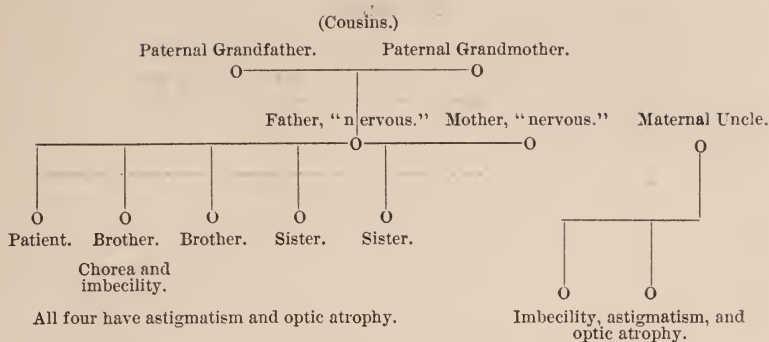 (Cousins.)
Paternal Grandfather. Paternal Grandmother.
O O
Father, "nervous." Mother, "nervous." Maternal Uncle.
O O O
O O O O O
Patient. Brother. Brother. Sister. Sister.
Chorea and
imbecility.
O O
All four have astigmatism and optic atrophy. Imbecility, astigmatism, and
optic atrophy.